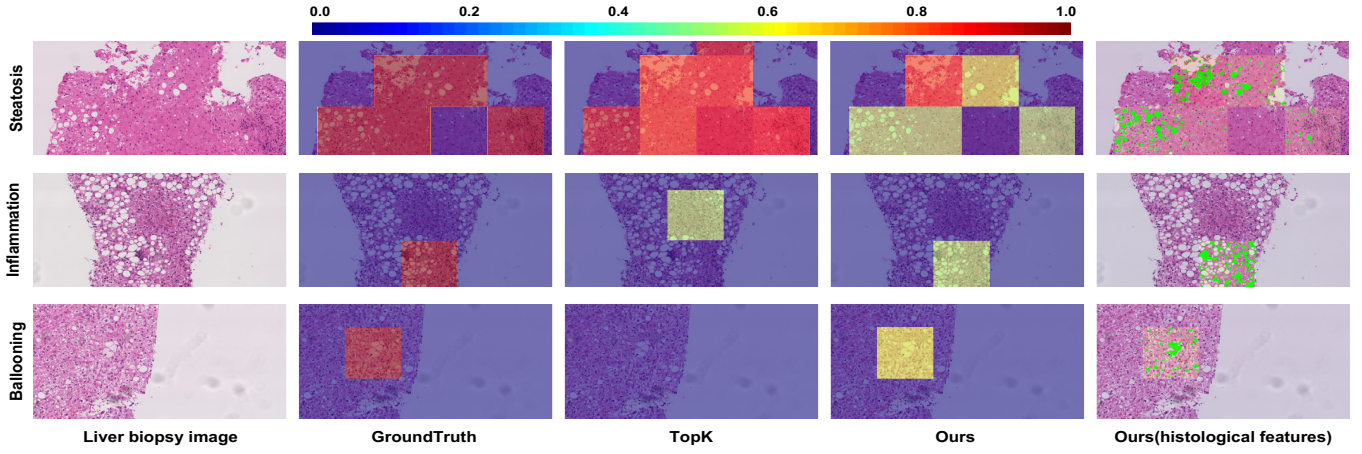 0.0 0.2 0.4 0.6 0.8 1.0
Steatosis
Inflammation
Ballooning
Liver biopsy image GroundTruth TopK Ours Ours(histological features)